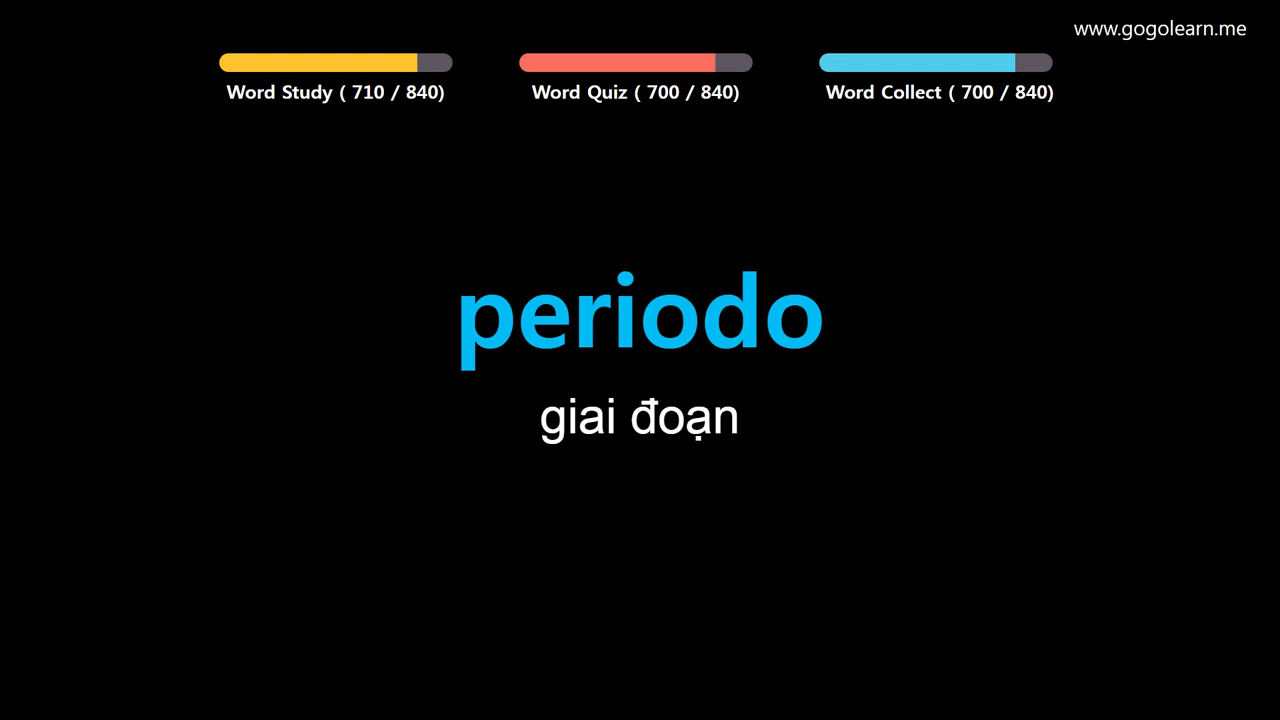 www.gogolearn.me
Word Study ( 710 / 840)
Word Quiz ( 700 / 840)
Word Collect ( 700 / 840)
periodo
giai đoạn